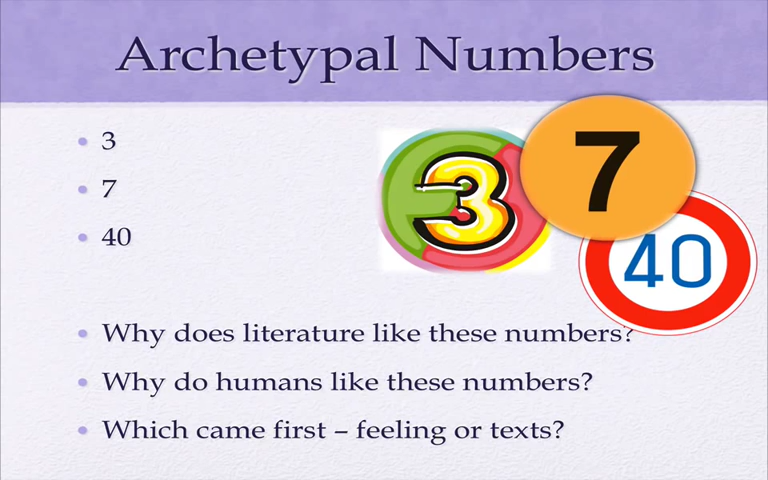 Archetypal Numbers
• 3
• 7
• 40
3
7
40
• Why does literature like these numbers?
• Why do humans like these numbers?
• Which came first – feeling or texts?